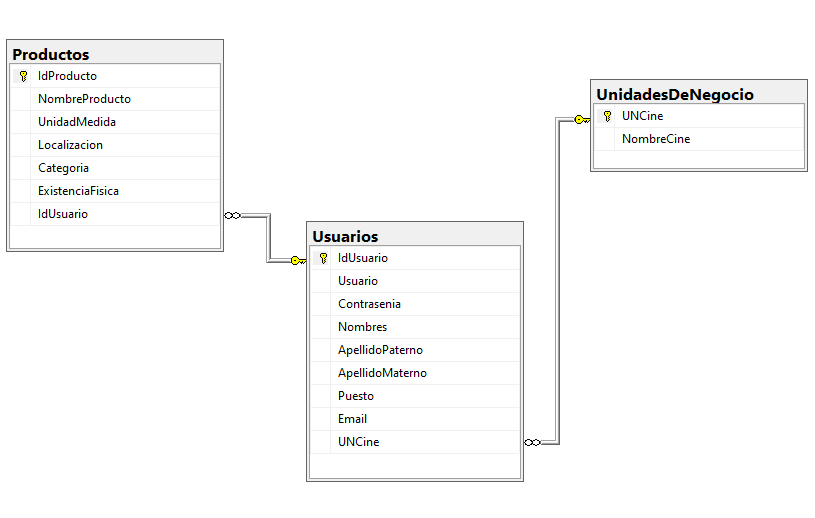 Productos
IdProducto
NombreProducto
UnidadMedida
Localizacion
Categoria
ExistenciaFisica
IdUsuario
UnidadesDeNegocio
UNCine
NombreCine
Usuarios
IdUsuario
Usuario
Contrasenia
Nombres
ApellidoPaterno
ApellidoMaterno
Puesto
Email
UNCine